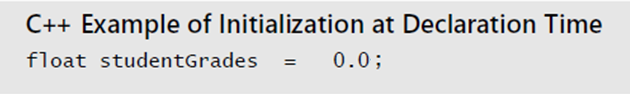 C++ Example of Initialization at Declaration Time
float studentGrades = 0.0;